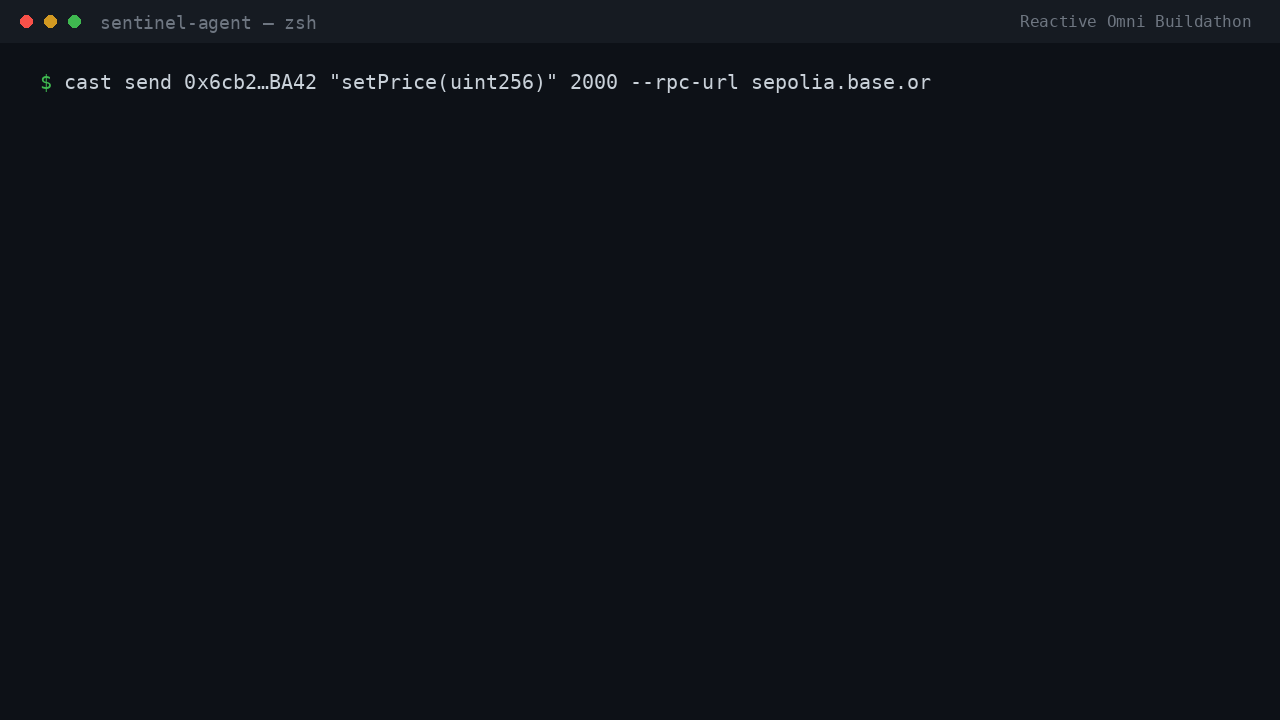 sentinel-agent — zsh
Reactive Omni Buildathon
$ cast send 0x6cb2…BA42 "setPrice(uint256)" 2000 --rpc-url sepolia.base.or